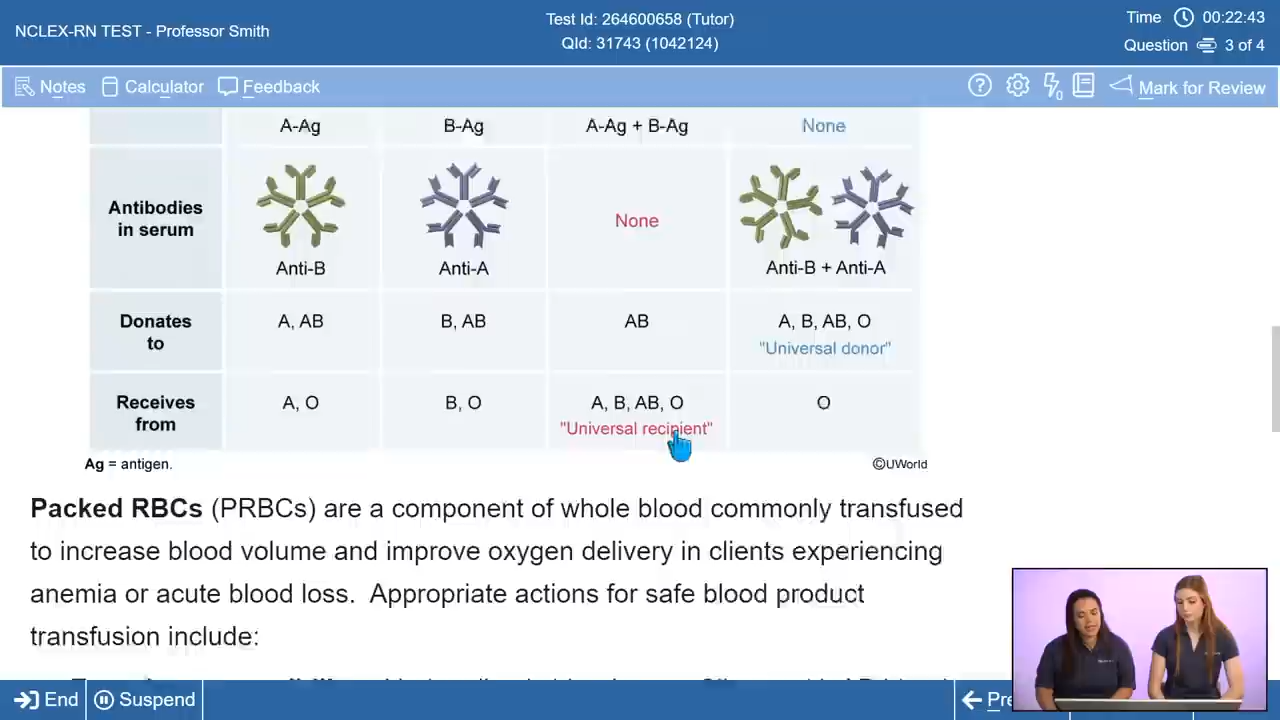 NCLEX-RN TEST - Professor Smith
Test Id: 264600658 (Tutor)
QId: 31743 (1042124)
Time 00:22:43
Question 3 of 4
Notes Calculator Feedback
0
Mark for Review
A-Ag B-Ag A-Ag + B-Ag None
Antibodies
in serum
Anti-B Anti-A None Anti-B + Anti-A
Donates
to
A, AB B, AB AB A, B, AB, O
"Universal donor"
Receives
from
A, O B, O A, B, AB, O O
"Universal recipient"
Ag = antigen. ©UWorld
Packed RBCs (PRBCs) are a component of whole blood commonly transfused
to increase blood volume and improve oxygen delivery in clients experiencing
anemia or acute blood loss. Appropriate actions for safe blood product
transfusion include:
End Suspend Pre